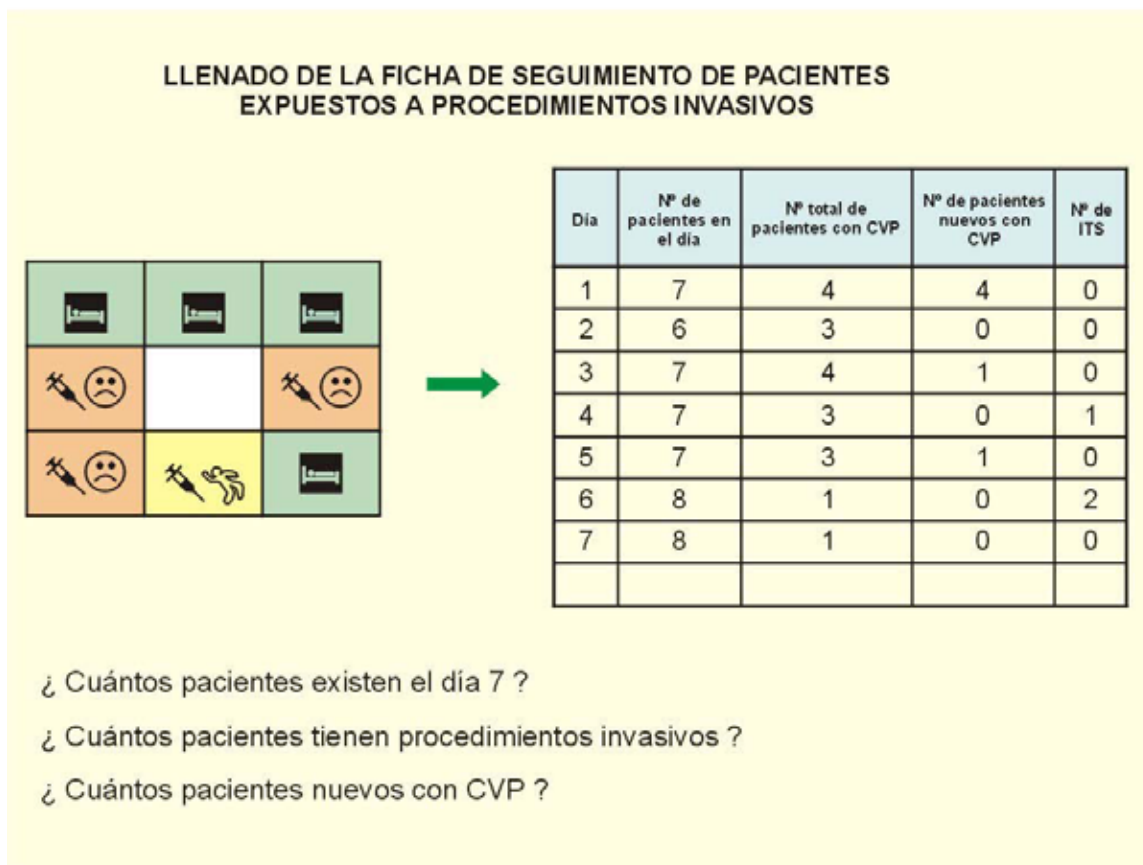 LLENADO DE LA FICHA DE SEGUIMIENTO DE PACIENTES
EXPUESTOS A PROCEDIMIENTOS INVASIVOS
Día | Nº de pacientes en el día | Nº total de pacientes con CVP | Nº de pacientes nuevos con CVP | Nº de ITS
1 7 4 4 0
2 6 3 0 0
3 7 4 1 0
4 7 3 0 1
5 7 3 1 0
6 8 1 0 2
7 8 1 0 0
¿ Cuántos pacientes existen el día 7 ?
¿ Cuántos pacientes tienen procedimientos invasivos ?
¿ Cuántos pacientes nuevos con CVP ?